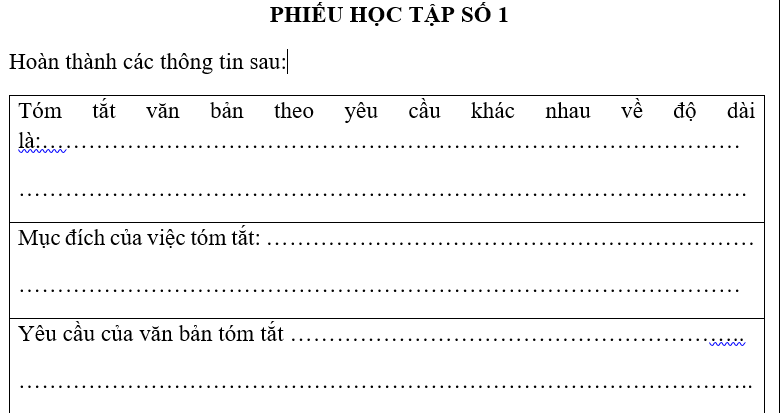 PHIẾU HỌC TẬP SỐ 1
Hoàn thành các thông tin sau:
Tóm tắt văn bản theo yêu cầu khác nhau về độ dài
là:……………………………………………………………………………
……………………………………………………………………………….
Mục đích của việc tóm tắt: ………………………………………………………
………………………………………………………………………………
Yêu cầu của văn bản tóm tắt …………………………………………………..
………………………………………………………………………………..